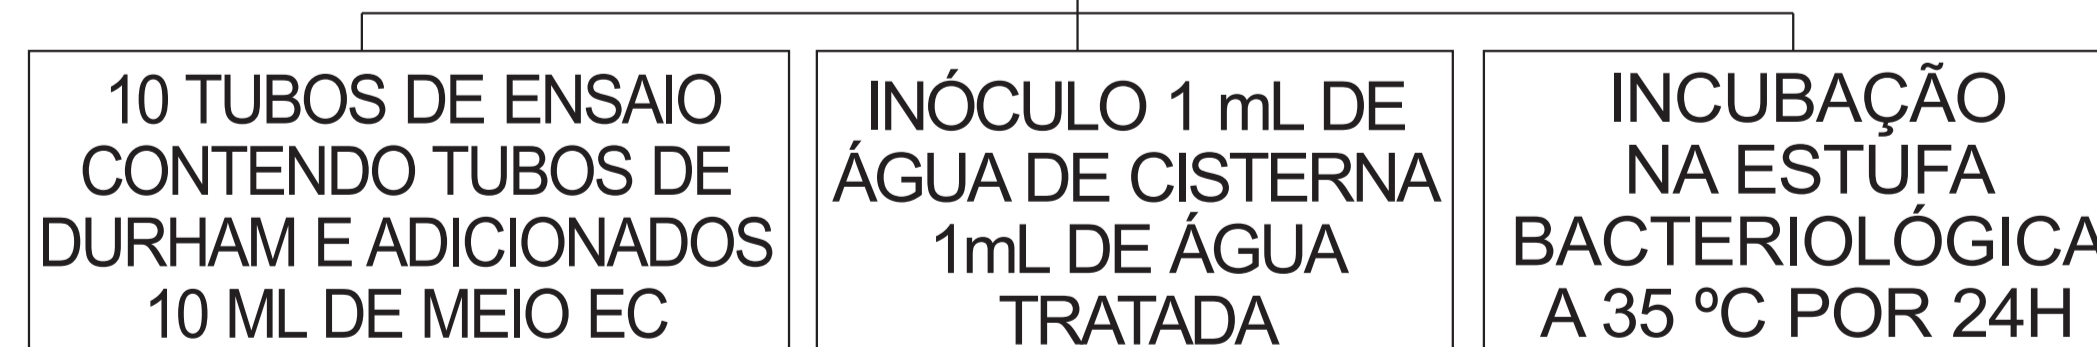 10 TUBOS DE ENSAIO
CONTENDO TUBOS DE
DURHAM E ADICIONADOS
10 ML DE MEIO EC
INÓCULO 1 mL DE
ÁGUA DE CISTERNA
1mL DE ÁGUA
TRATADA
INCUBAÇÃO
NA ESTUFA
BACTERIOLÓGICA
A 35 ºC POR 24H